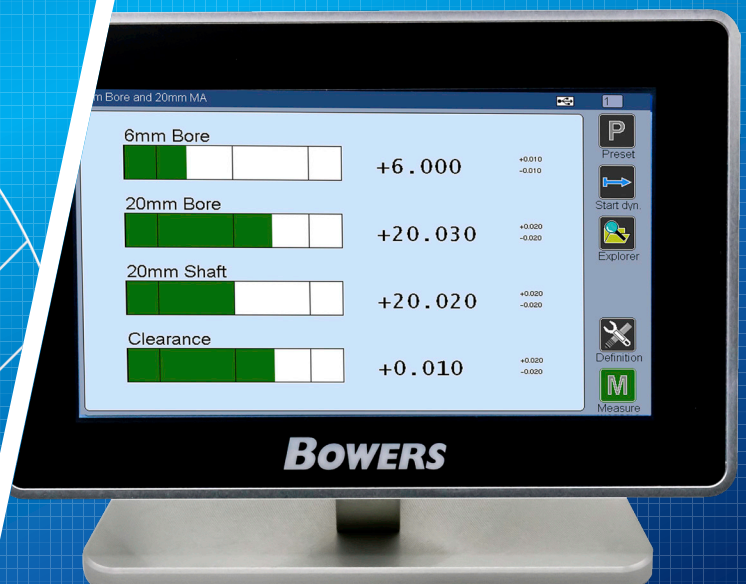 m Bore and 20mm MA
1
6mm Bore
+6.000
+0.010
-0.010
20mm Bore
+20.030
+0.020
-0.020
20mm Shaft
+20.020
+0.020
-0.020
Clearance
+0.010
+0.020
-0.020
P
Preset
Start dyn.
Explorer
Definition
M
Measure
BOWERS